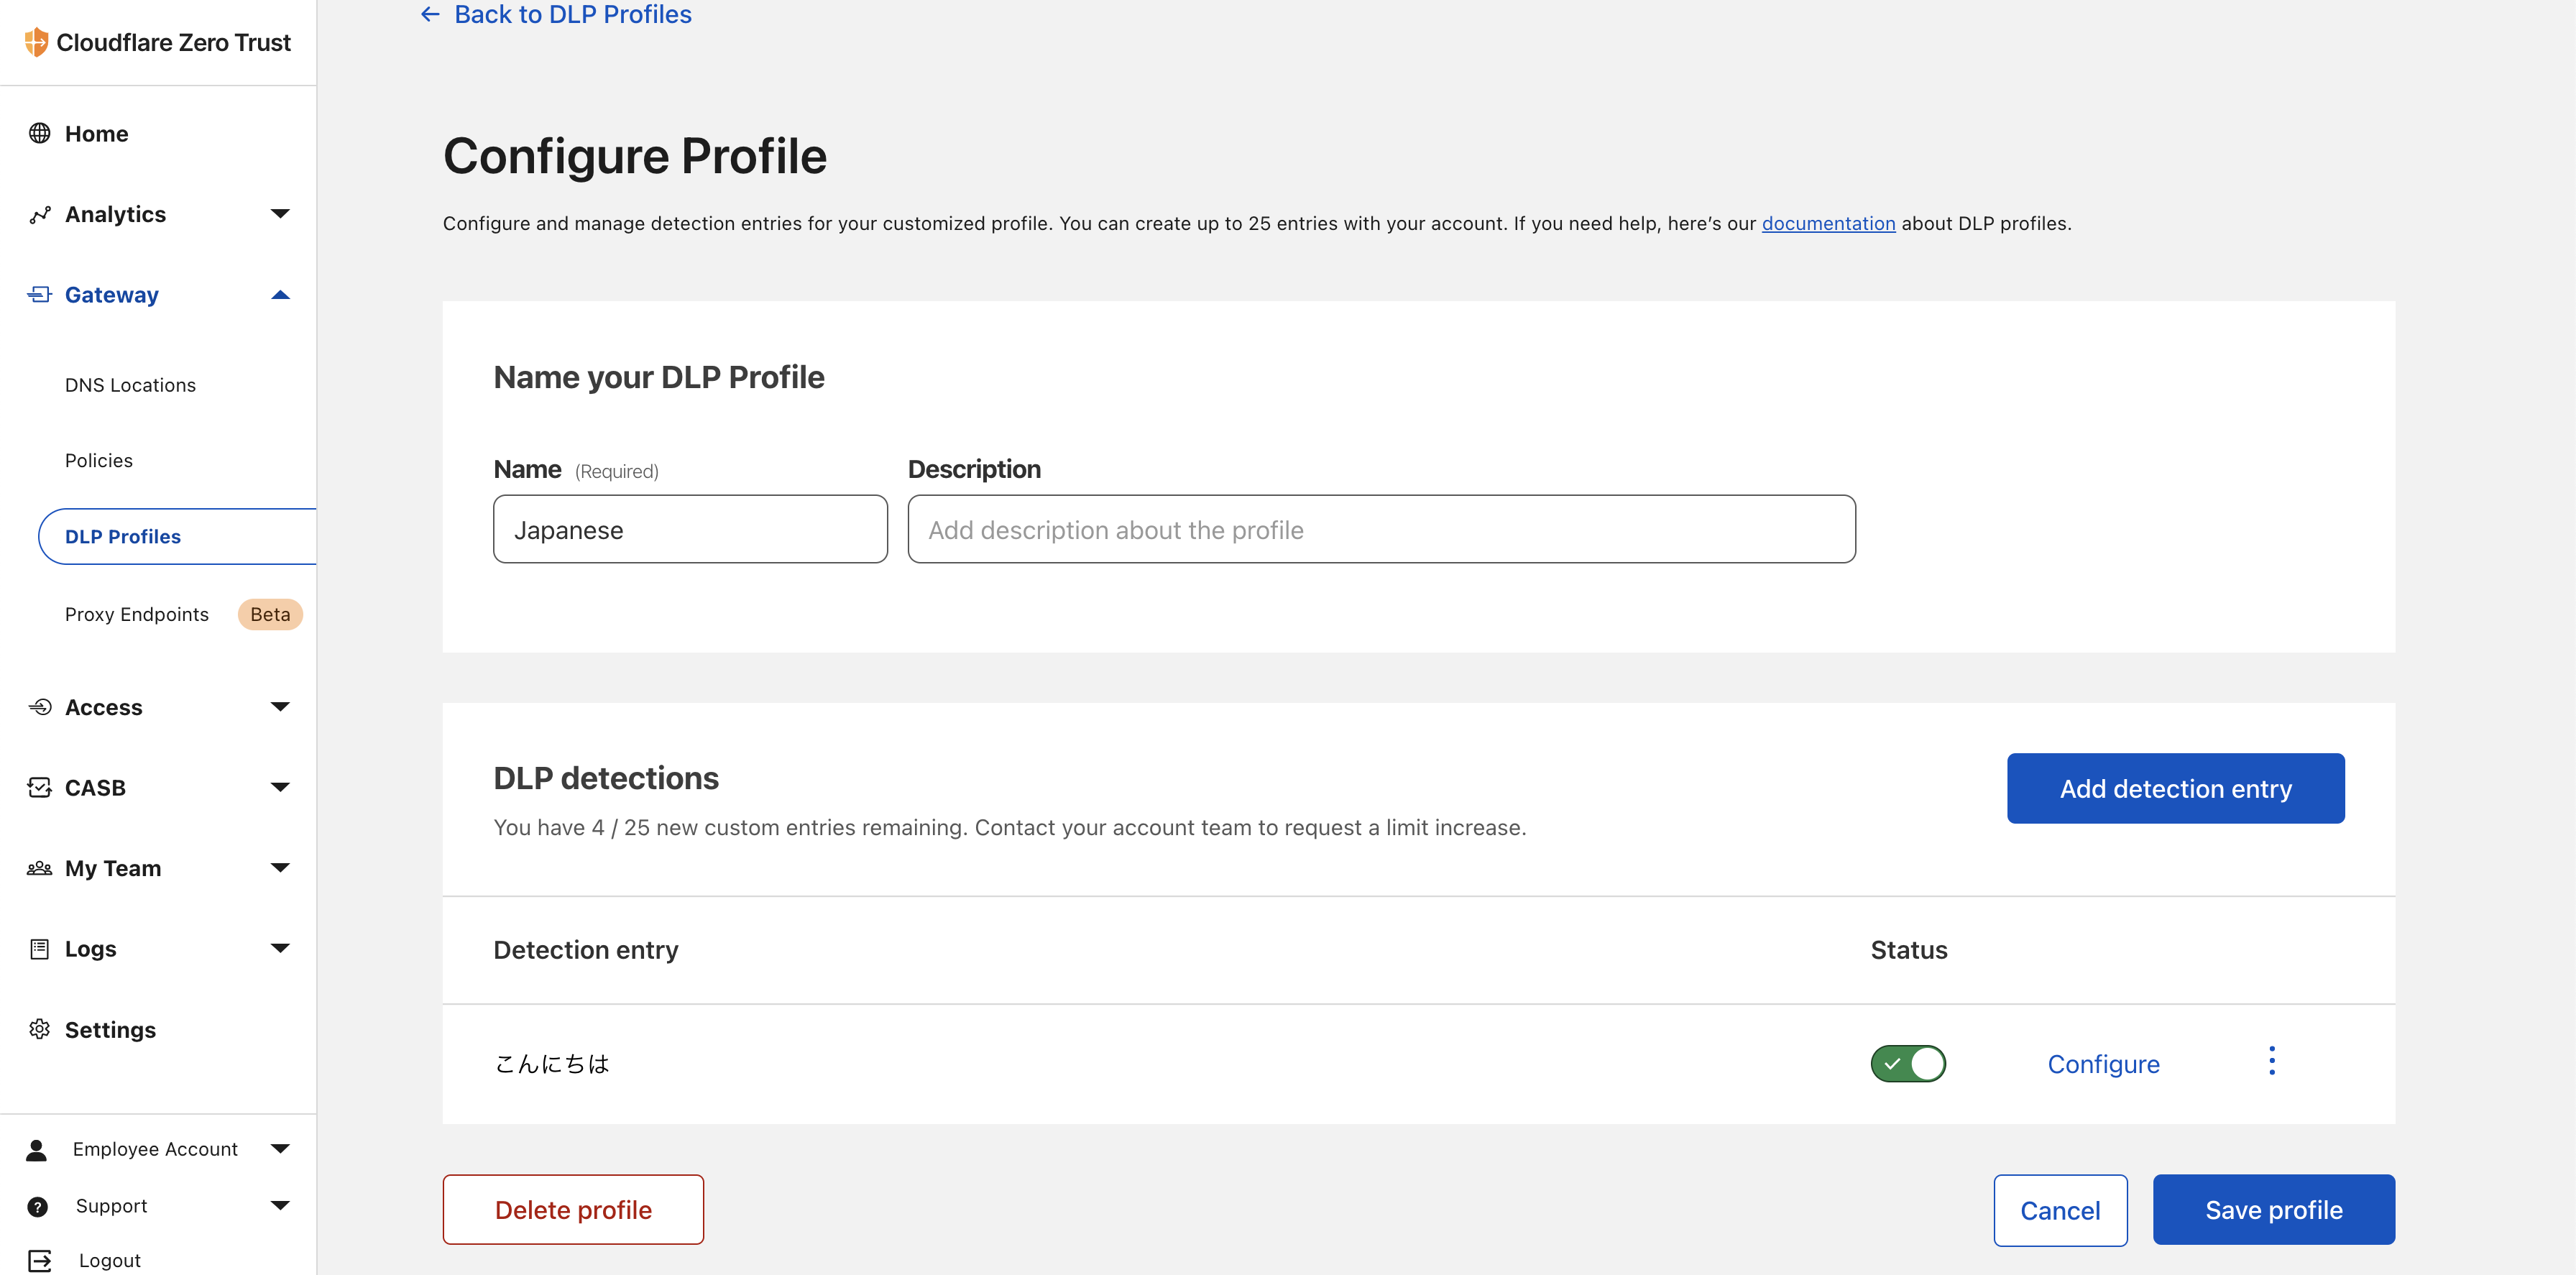 Cloudflare Zero Trust
Home
Analytics
Gateway
DNS Locations
Policies
DLP Profiles
Proxy Endpoints Beta
Access
CASB
My Team
Logs
Settings
Employee Account
Support
Logout
Back to DLP Profiles
Configure Profile
Configure and manage detection entries for your customized profile. You can create up to 25 entries with your account. If you need help, here’s our documentation about DLP profiles.
Name your DLP Profile
Name (Required) Description
Japanese Add description about the profile
DLP detections
Add detection entry
You have 4 / 25 new custom entries remaining. Contact your account team to request a limit increase.
Detection entry Status
こんにちは Configure
Delete profile Cancel Save profile